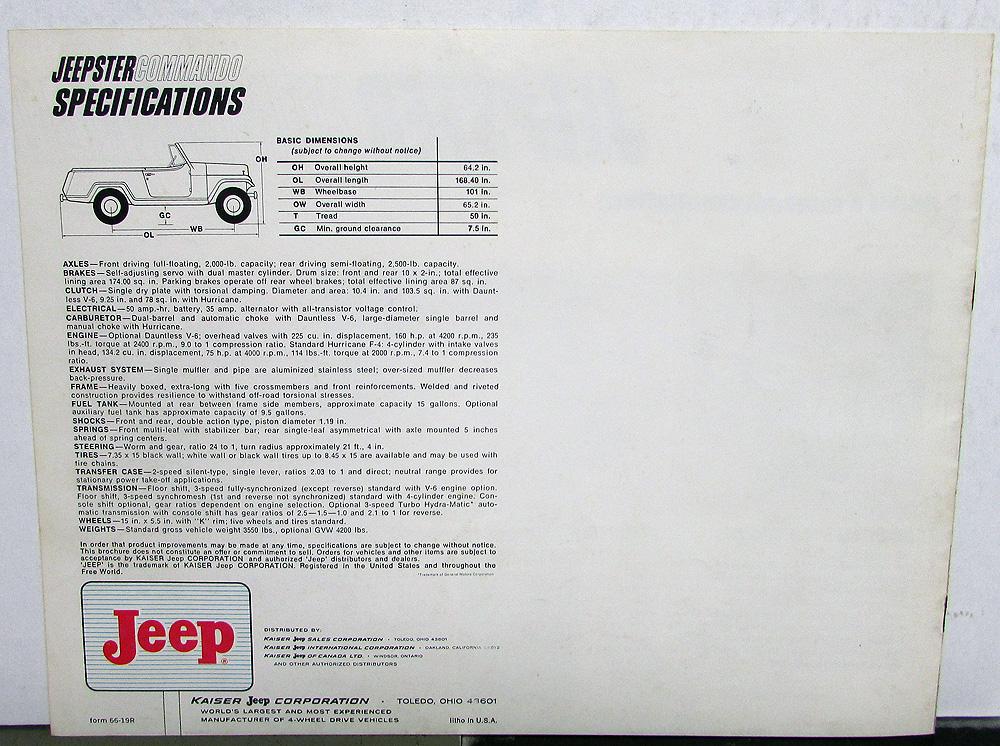 JEEPSTER COMMANDO
SPECIFICATIONS
BASIC DIMENSIONS
(subject to change without notice)
OH Overall height 64.2 in.
OL Overall length 168.40 in.
WB Wheelbase 101 in.
OW Overall width 65.2 in.
T Tread 50 in.
GC Min. ground clearance 7.5 in.
OH
GC
WB
OL
AXLES—Front driving full-floating, 2,000-lb. capacity; rear driving semi-floating, 2,500-lb. capacity.
BRAKES—Self-adjusting servo with dual master cylinder. Drum size: front and rear 10 x 2-in.; total effective
lining area 174.00 sq. in. Parking brakes operate off rear wheel brakes; total effective lining area 87 sq. in.
CLUTCH—Single dry plate with torsional damping. Diameter and area: 10.4 in. and 103.5 sq. in. with Daunt-
less V-6, 9.25 in. and 78 sq. in. with Hurricane.
ELECTRICAL—50 amp.-hr. battery, 35 amp. alternator with all-transistor voltage control.
CARBURETOR—Dual-barrel and automatic choke with Dauntless V-6, large-diameter single barrel and
manual choke with Hurricane.
ENGINE—Optional Dauntless V-6; overhead valves with 225 cu. in. displacement, 160 hp. at 4200 r.p.m., 235
lbs.-ft. torque at 2400 r.p.m., 9.0 to 1 compression ratio. Standard Hurricane F-4: 4-cylinder with intake valves
in head, 134.2 cu. in. displacement, 75 hp. at 4000 r.p.m., 114 lbs.-ft. torque at 2000 r.p.m., 7.4 to 1 compression
ratio.
EXHAUST SYSTEM—Single muffler and pipe are aluminized stainless steel; over-sized muffler decreases
back-pressure.
FRAME—Heavily boxed, extra-long with five crossmembers and front reinforcements. Welded and riveted
construction provides resilience to withstand off-road torsional stresses.
FUEL TANK—Mounted at rear between frame side members, approximate capacity 15 gallons. Optional
auxiliary fuel tank has approximate capacity of 9.5 gallons.
SHOCKS—Front and rear, double action type, piston diameter 1.19 in.
SPRINGS—Front multi-leaf with stabilizer bar; rear single-leaf asymmetrical with axle mounted 5 inches
ahead of spring centers.
STEERING—Worm and gear, ratio 24 to 1, turn radius approximately 21 ft., 4 in.
TIRES—7.35 x 15 black wall; white wall or black wall tires up to 8.45 x 15 are available and may be used with
tire chains.
TRANSFER CASE—2-speed silent-type, single lever, ratios 2.03 to 1 and direct; neutral range provides for
stationary power take-off applications.
TRANSMISSION—Floor shift, 3-speed fully-synchronized (except reverse) standard with V-6 engine option.
Floor shift, 3-speed synchromesh (1st and reverse not synchronized) standard with 4-cylinder engine. Con-
sole shift optional, gear ratios dependent on engine selection. Optional 3-speed Turbo Hydra-Matic* auto-
matic transmission with console shift has gear ratios of 2.5—1.5—1.0 and 2.1 to 1 for reverse.
WHEELS—15 in. x 5.5 in. with "K" rim; five wheels and tires standard.
WEIGHTS—Standard gross vehicle weight 3550 lbs., optional GVW 4200 lbs.
In order that product improvements may be made at any time, specifications are subject to change without notice.
This brochure does not constitute an offer or commitment to sell. Orders for vehicles and other items are subject to
acceptance by KAISER Jeep CORPORATION and authorized 'Jeep' distributors and dealers.
'JEEP' is the trademark of KAISER Jeep CORPORATION. Registered in the United States and throughout the
Free World.
*Trademark of General Motors Corporation
Jeep®
DISTRIBUTED BY:
KAISER Jeep SALES CORPORATION • TOLEDO, OHIO 43601
KAISER Jeep INTERNATIONAL CORPORATION • OAKLAND, CALIFORNIA
KAISER Jeep OF CANADA LTD. • WINDSOR, ONTARIO
AND OTHER AUTHORIZED DISTRIBUTORS
KAISER Jeep CORPORATION • TOLEDO, OHIO 43601
WORLD'S LARGEST AND MOST EXPERIENCED
MANUFACTURER OF 4-WHEEL DRIVE VEHICLES
form 66-19R
litho in U.S.A.